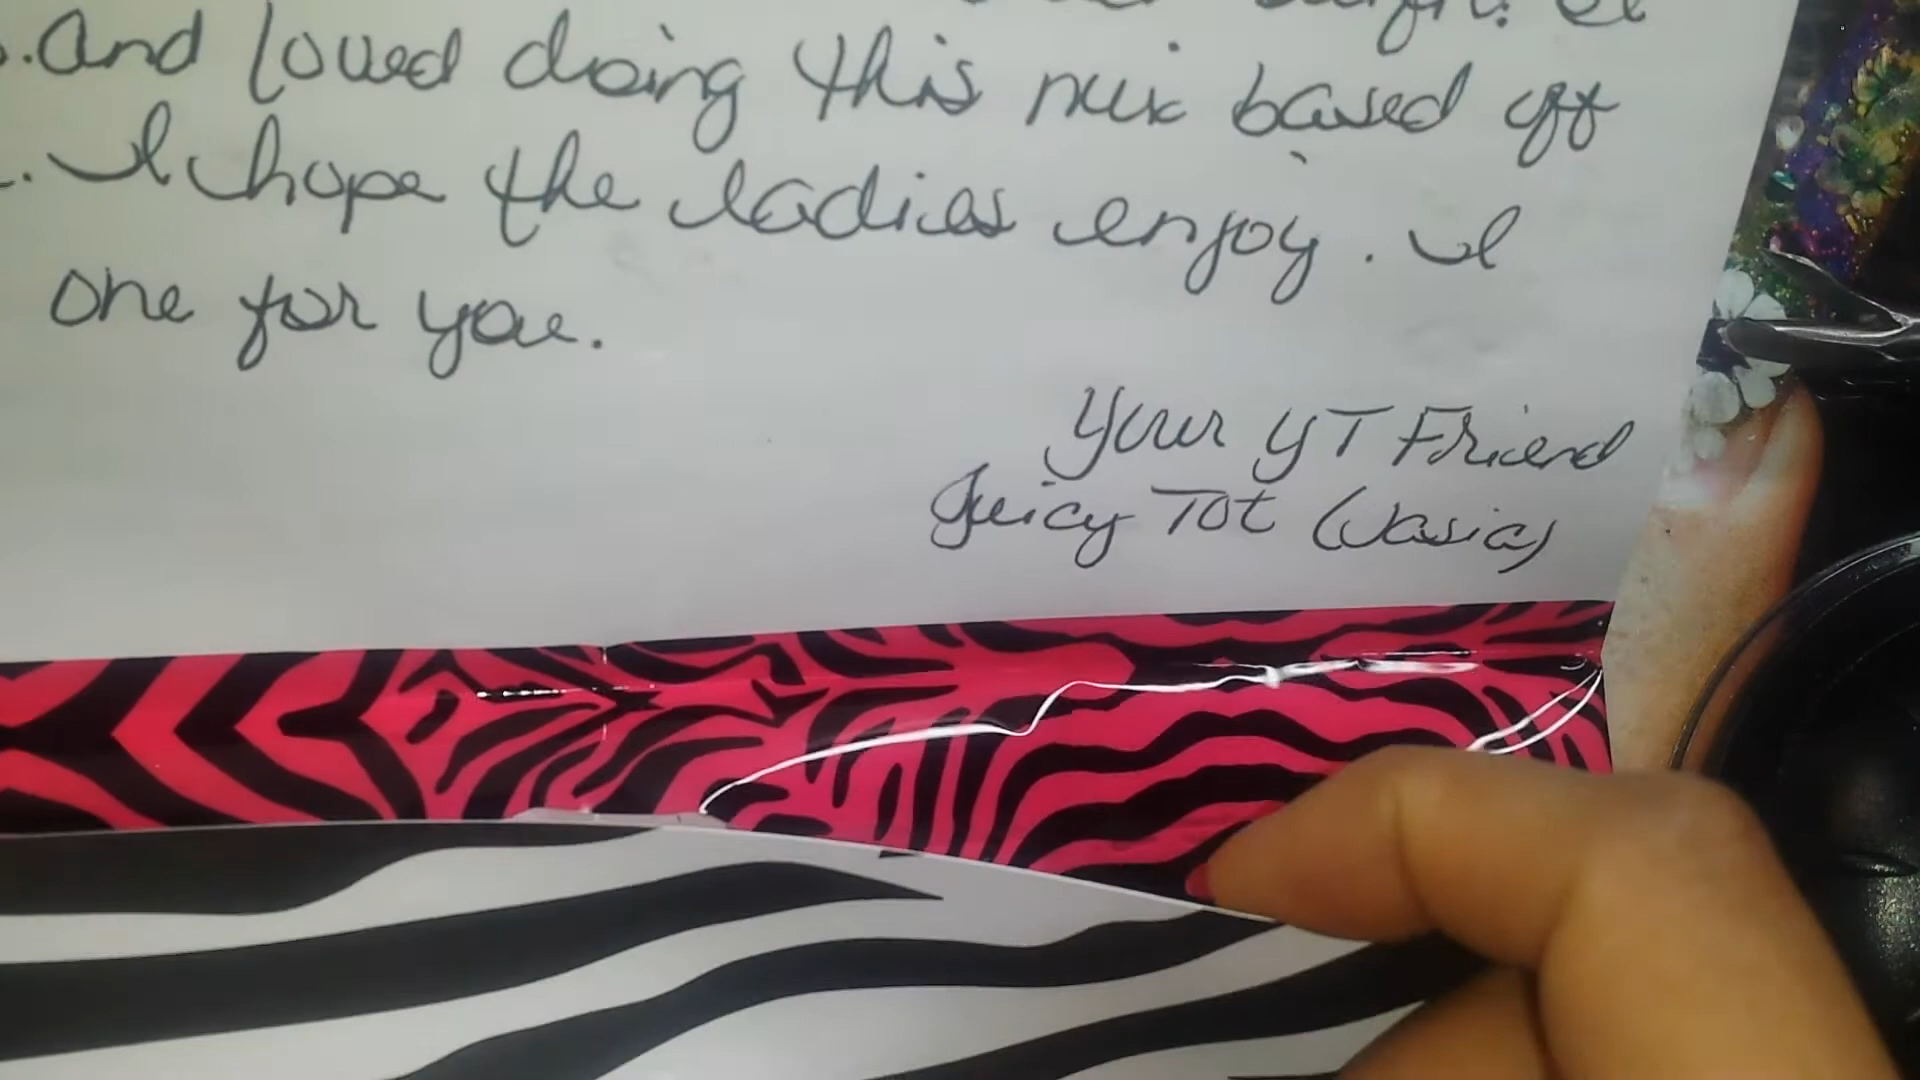 . And loved doing this mix based off
. I hope the ladies enjoy. I
one for you.
Your YT Friend
Juicy Tot (Vasia)